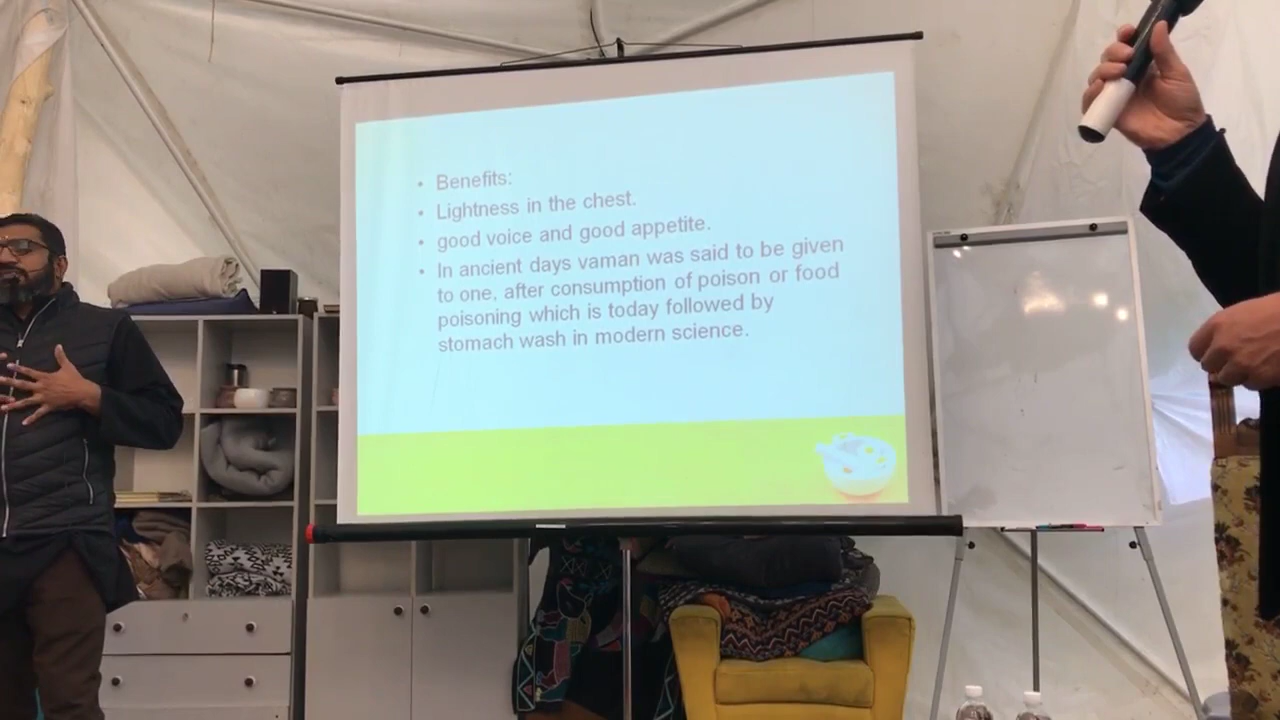 • Benefits:
• Lightness in the chest.
• good voice and good appetite.
• In ancient days vaman was said to be given
to one, after consumption of poison or food
poisoning which is today followed by
stomach wash in modern science.